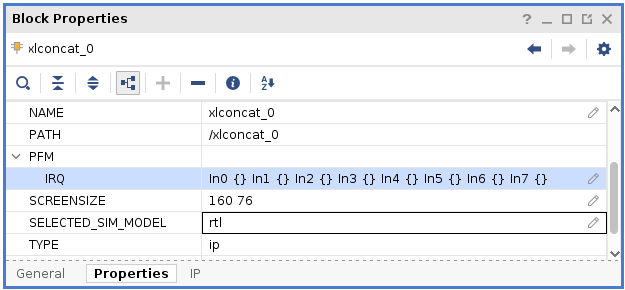 Block Properties
xlconcat_0
NAME xlconcat_0
PATH /xlconcat_0
PFM
IRQ In0 {} In1 {} In2 {} In3 {} In4 {} In5 {} In6 {} In7 {}
SCREENSIZE 160 76
SELECTED_SIM_MODEL rtl
TYPE ip
General Properties IP